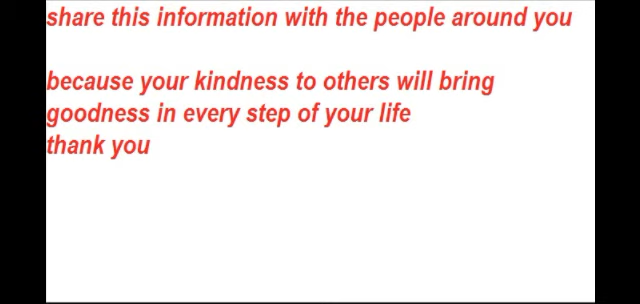 share this information with the people around you
because your kindness to others will bring
goodness in every step of your life
thank you